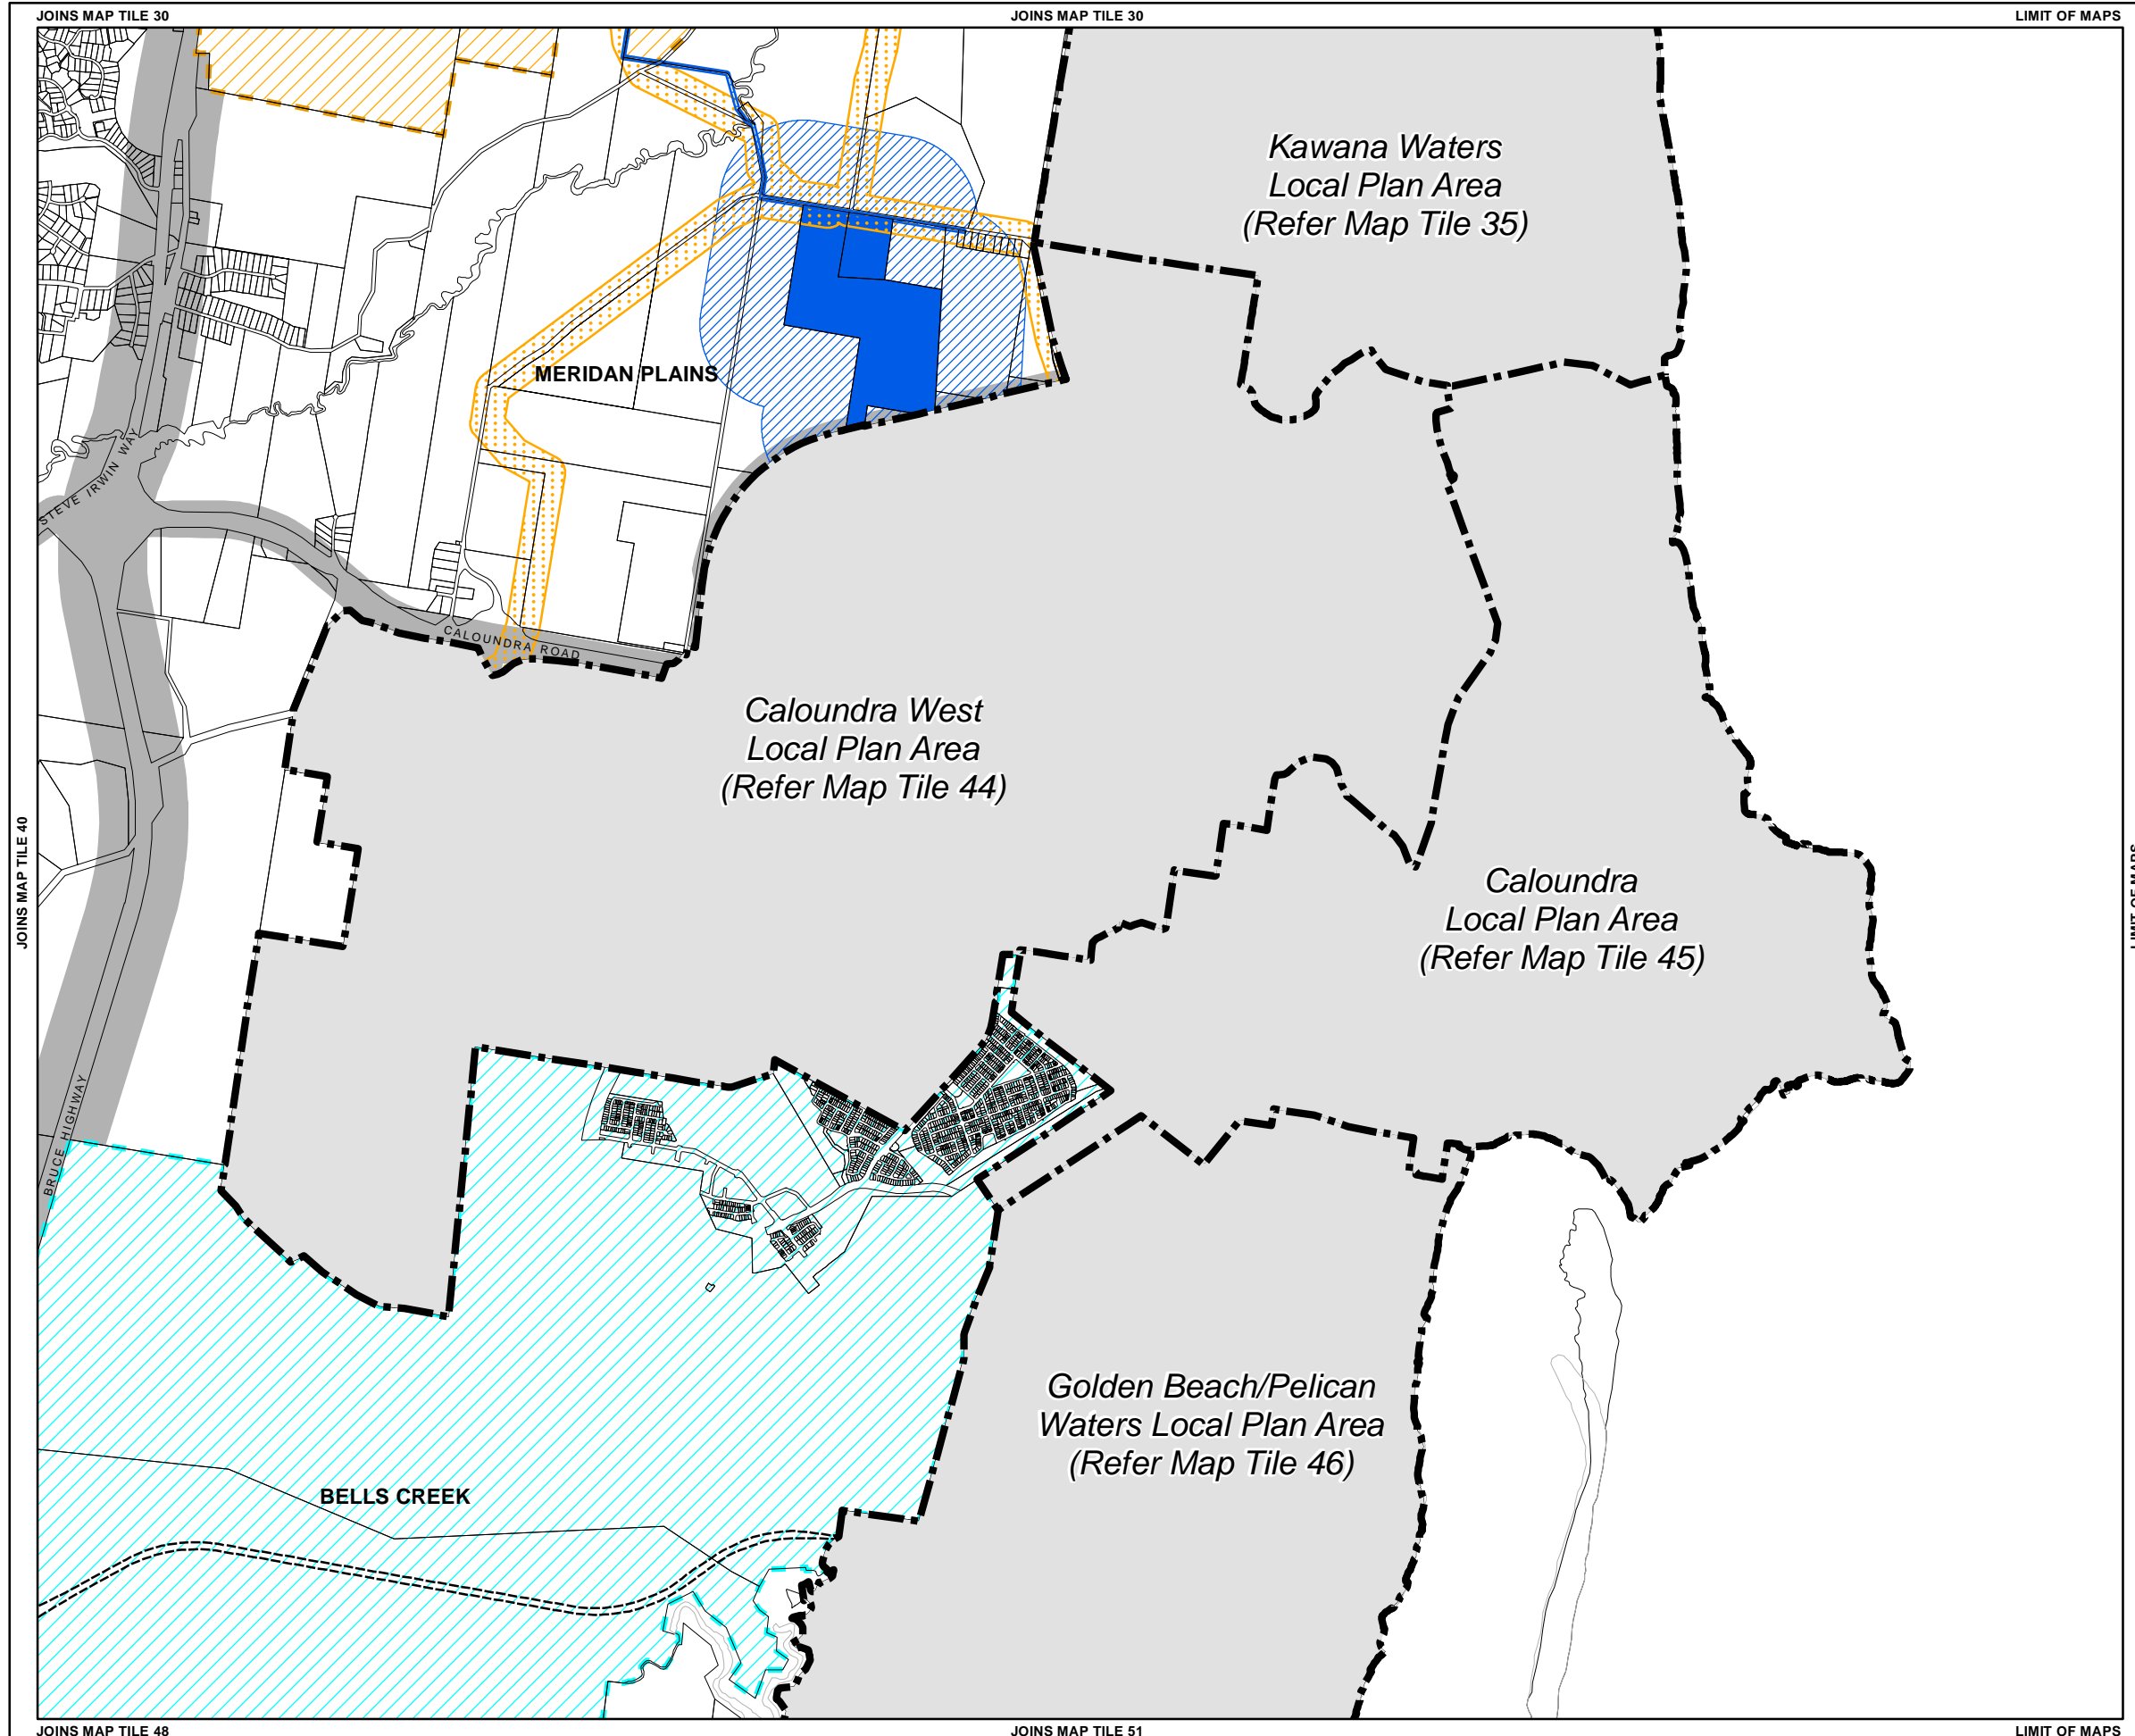 JOINS MAP TILE 30
JOINS MAP TILE 30
LIMIT OF MAPS
Kawana Waters
Local Plan Area
(Refer Map Tile 35)
MERIDAN PLAINS
STEVE IRWIN WAY
CALOUNDRA ROAD
Caloundra West
Local Plan Area
(Refer Map Tile 44)
JOINS MAP TILE 40
LIMIT OF MAPS
Caloundra
Local Plan Area
(Refer Map Tile 45)
BRUCE HIGHWAY
Golden Beach/Pelican
Waters Local Plan Area
(Refer Map Tile 46)
BELLS CREEK
JOINS MAP TILE 48
JOINS MAP TILE 51
LIMIT OF MAPS